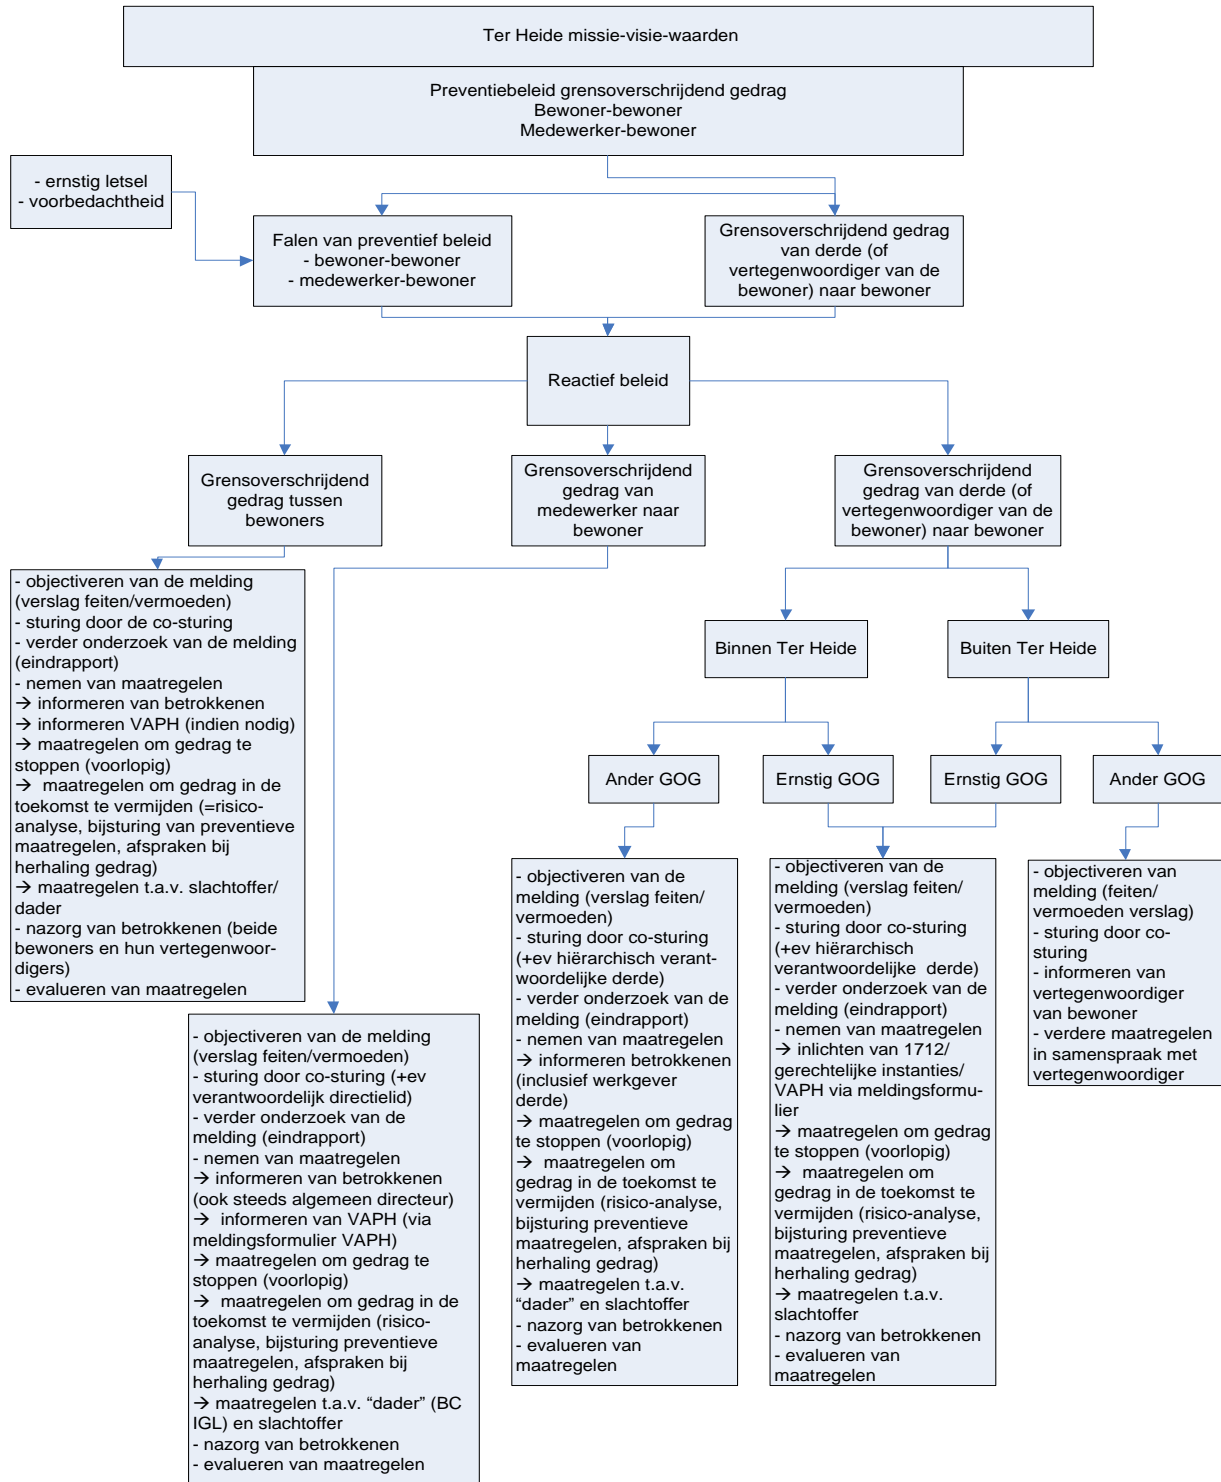 Ter Heide missie-visie-waarden
Preventiebeleid grensoverschrijdend gedrag
Bewoner-bewoner
Medewerker-bewoner
- ernstig letsel
- voorbedachtheid
Falen van preventief beleid
- bewoner-bewoner
- medewerker-bewoner
Grensoverschrijdend gedrag
van derde (of
vertegenwoordiger van de
bewoner) naar bewoner
Reactief beleid
Grensoverschrijdend
gedrag tussen
bewoners
Grensoverschrijdend
gedrag van
medewerker naar
bewoner
Grensoverschrijdend
gedrag van derde (of
vertegenwoordiger van de
bewoner) naar bewoner
- objectiveren van de melding
(verslag feiten/vermoeden)
- sturing door de co-sturing
- verder onderzoek van de melding
(eindrapport)
- nemen van maatregelen
→ informeren van betrokkenen
→ informeren VAPH (indien nodig)
→ maatregelen om gedrag te
stoppen (voorlopig)
→ maatregelen om gedrag in de
toekomst te vermijden (=risico-
analyse, bijsturing van preventieve
maatregelen, afspraken bij
herhaling gedrag)
→ maatregelen t.a.v. slachtoffer/
dader
- nazorg van betrokkenen (beide
bewoners en hun vertegenwoor-
digers)
- evalueren van maatregelen
Binnen Ter Heide
Buiten Ter Heide
Ander GOG
Ernstig GOG
Ernstig GOG
Ander GOG
- objectiveren van de melding
(verslag feiten/vermoeden)
- sturing door co-sturing (+ev
verantwoordelijk directielid)
- verder onderzoek van de
melding (eindrapport)
- nemen van maatregelen
→ informeren van betrokkenen
(ook steeds algemeen directeur)
→ informeren van VAPH (via
meldingsformulier VAPH)
→ maatregelen om gedrag te
stoppen (voorlopig)
→ maatregelen om gedrag in de
toekomst te vermijden (risico-
analyse, bijsturing preventieve
maatregelen, afspraken bij
herhaling gedrag)
→ maatregelen t.a.v. “dader” (BC
IGL) en slachtoffer
- nazorg van betrokkenen
- evalueren van maatregelen
- objectiveren van de
melding (verslag feiten/
vermoeden)
- sturing door co-sturing
(+ev hiërarchisch verant-
woordelijke derde)
- verder onderzoek van de
melding (eindrapport)
- nemen van maatregelen
→ informeren betrokkenen
(inclusief werkgever
derde)
→ maatregelen om gedrag
te stoppen (voorlopig)
→ maatregelen om
gedrag in de toekomst te
vermijden (risico-analyse,
bijsturing preventieve
maatregelen, afspraken bij
herhaling gedrag)
→ maatregelen t.a.v.
“dader” en slachtoffer
- nazorg van betrokkenen
- evalueren van
maatregelen
- objectiveren van de
melding (verslag feiten/
vermoeden)
- sturing door co-sturing
(+ev hiërarchisch
verantwoordelijke derde)
- verder onderzoek van de
melding (eindrapport)
- nemen van maatregelen
→ inlichten van 1712/
gerechtelijke instanties/
VAPH via meldingsformu-
lier
→ maatregelen om gedrag
te stoppen (voorlopig)
→ maatregelen om
gedrag in de toekomst te
vermijden (risico-analyse,
bijsturing preventieve
maatregelen, afspraken bij
herhaling gedrag)
→ maatregelen t.a.v.
slachtoffer
- nazorg van betrokkenen
- evalueren van
maatregelen
- objectiveren van
melding (feiten/
vermoeden verslag)
- sturing door co-
sturing
- informeren van
vertegenwoordiger
van bewoner
- verdere maatregelen
in samenspraak met
vertegenwoordiger